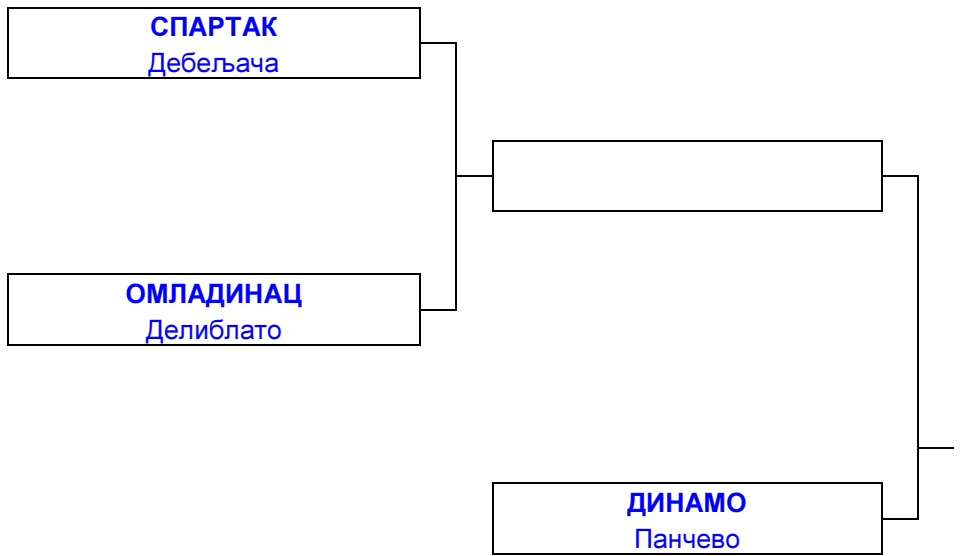 СПАРТАК
Дебељача
ОМЛАДИНАЦ
Делиблато
ДИНАМО
Панчево